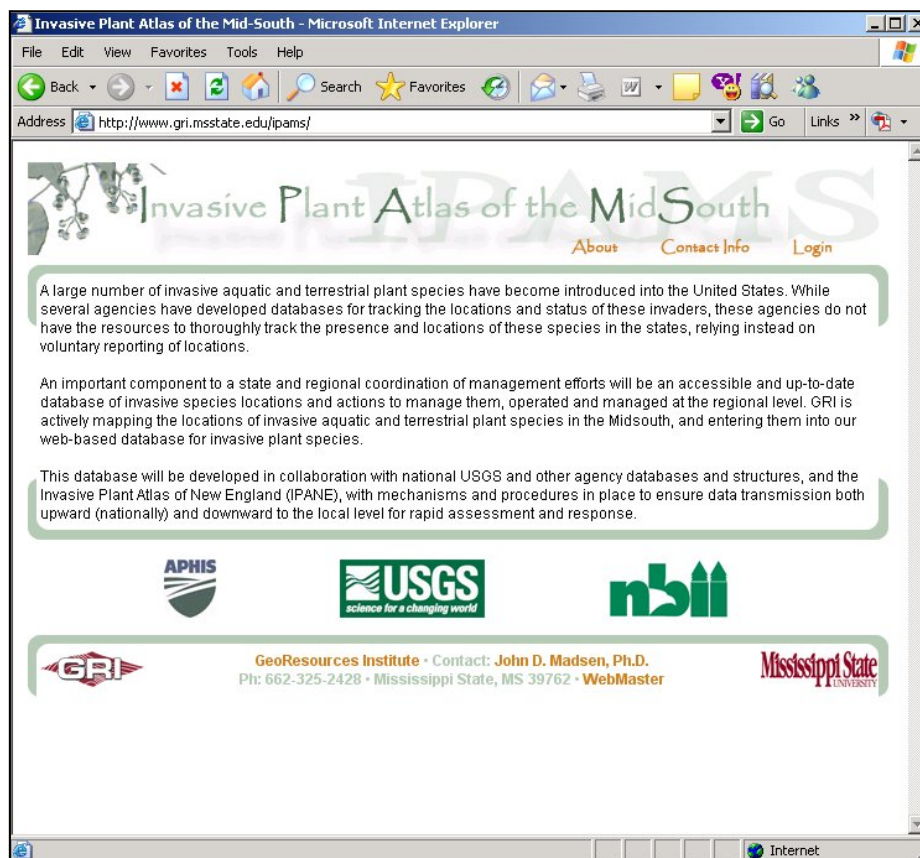 Invasive Plant Atlas of the Mid-South - Microsoft Internet Explorer
File Edit View Favorites Tools Help
Back Search Favorites
Address http://www.gri.msstate.edu/ipams/ Go Links »
IPAMS
Invasive Plant Atlas of the MidSouth
About Contact Info Login
A large number of invasive aquatic and terrestrial plant species have become introduced into the United States. While
several agencies have developed databases for tracking the locations and status of these invaders, these agencies do not
have the resources to thoroughly track the presence and locations of these species in the states, relying instead on
voluntary reporting of locations.
An important component to a state and regional coordination of management efforts will be an accessible and up-to-date
database of invasive species locations and actions to manage them, operated and managed at the regional level. GRI is
actively mapping the locations of invasive aquatic and terrestrial plant species in the Midsouth, and entering them into our
web-based database for invasive plant species.
This database will be developed in collaboration with national USGS and other agency databases and structures, and the
Invasive Plant Atlas of New England (IPANE), with mechanisms and procedures in place to ensure data transmission both
upward (nationally) and downward to the local level for rapid assessment and response.
APHIS
USGS
science for a changing world
nbii
GRI
GeoResources Institute · Contact: John D. Madsen, Ph.D.
Ph: 662-325-2428 · Mississippi State, MS 39762 · WebMaster
Mississippi State
UNIVERSITY
Internet